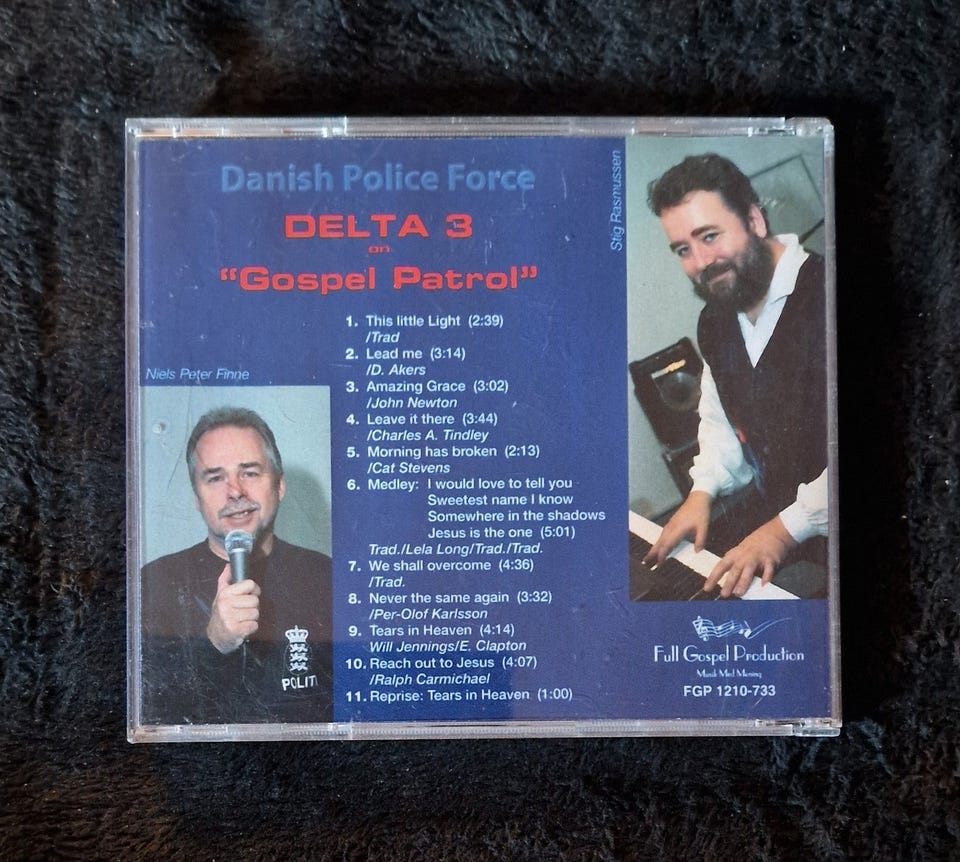 Danish Police Force
DELTA 3
on
“Gospel Patrol”
1. This little Light (2:39)
/Trad
2. Lead me (3:14)
/D. Akers
3. Amazing Grace (3:02)
/John Newton
4. Leave it there (3:44)
/Charles A. Tindley
5. Morning has broken (2:13)
/Cat Stevens
6. Medley: I would love to tell you
Sweetest name I know
Somewhere in the shadows
Jesus is the one (5:01)
Trad./Lela Long/Trad./Trad.
7. We shall overcome (4:36)
/Trad.
8. Never the same again (3:32)
/Per-Olof Karlsson
9. Tears in Heaven (4:14)
Will Jennings/E. Clapton
10. Reach out to Jesus (4:07)
/Ralph Carmichael
11. Reprise: Tears in Heaven (1:00)
Niels Peter Finne
POLITI
Stig Rasmussen
Full Gospel Production
Musik Med Mening
FGP 1210-733